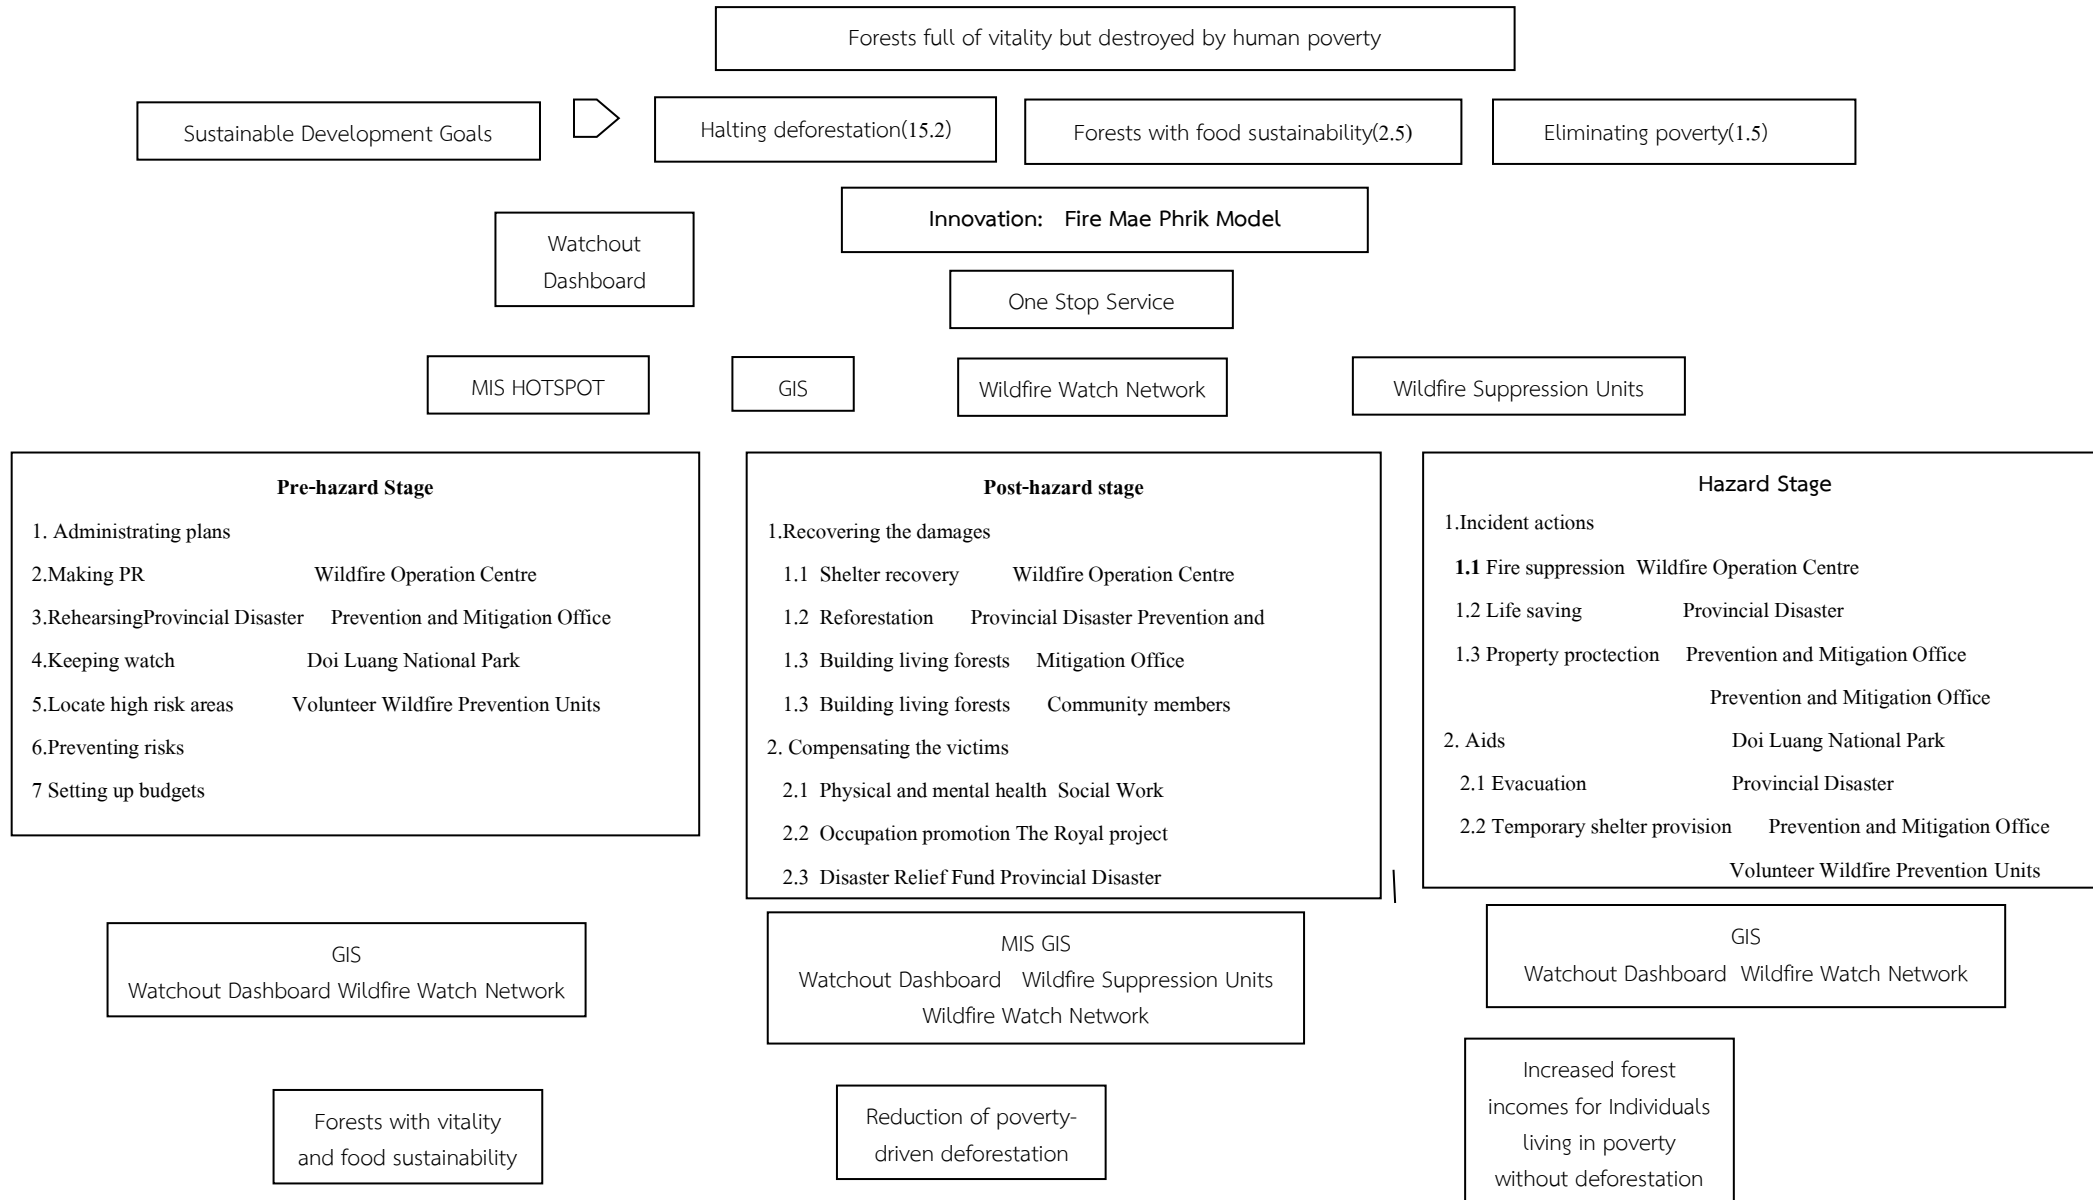 Forests full of vitality but destroyed by human poverty
Sustainable Development Goals
Halting deforestation(15.2)
Forests with food sustainability(2.5)
Eliminating poverty(1.5)
Innovation: Fire Mae Phrik Model
Watchout
Dashboard
One Stop Service
MIS HOTSPOT
GIS
Wildfire Watch Network
Wildfire Suppression Units
Pre-hazard Stage
1. Administrating plans
2.Making PR Wildfire Operation Centre
3.RehearsingProvincial Disaster Prevention and Mitigation Office
4.Keeping watch Doi Luang National Park
5.Locate high risk areas Volunteer Wildfire Prevention Units
6.Preventing risks
7 Setting up budgets
Post-hazard stage
1.Recovering the damages
1.1 Shelter recovery Wildfire Operation Centre
1.2 Reforestation Provincial Disaster Prevention and
1.3 Building living forests Mitigation Office
1.3 Building living forests Community members
2. Compensating the victims
2.1 Physical and mental health Social Work
2.2 Occupation promotion The Royal project
2.3 Disaster Relief Fund Provincial Disaster
Hazard Stage
1.Incident actions
1.1 Fire suppression Wildfire Operation Centre
1.2 Life saving Provincial Disaster
1.3 Property proctection Prevention and Mitigation Office
Prevention and Mitigation Office
2. Aids Doi Luang National Park
2.1 Evacuation Provincial Disaster
2.2 Temporary shelter provision Prevention and Mitigation Office
Volunteer Wildfire Prevention Units
GIS
Watchout Dashboard Wildfire Watch Network
MIS GIS
Watchout Dashboard Wildfire Suppression Units
Wildfire Watch Network
GIS
Watchout Dashboard Wildfire Watch Network
Forests with vitality
and food sustainability
Reduction of poverty-
driven deforestation
Increased forest
incomes for Individuals
living in poverty
without deforestation